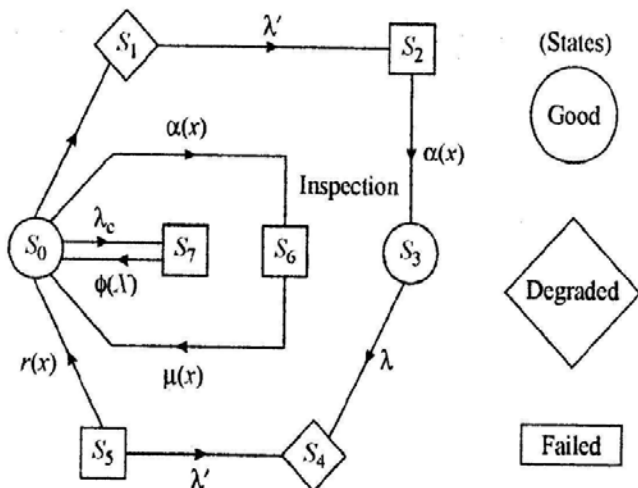 S₁
λ′
S₂
(States)
Good
α(x)
α(x)
Inspection
S₀
λc
S₇
ϕ(X)
S₆
S₃
Degraded
r(x)
μ(x)
λ
S₅
λ′
S₄
Failed